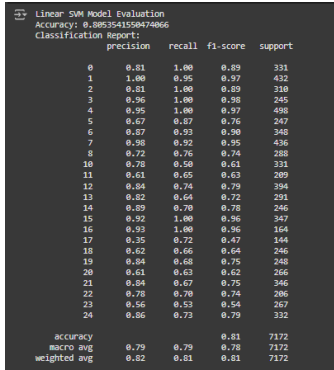 Linear SVM Model Evaluation
Accuracy: 0.8053541550474066
Classification Report:
precision recall f1-score support
0 0.81 1.00 0.89 331
1 1.00 0.95 0.97 432
2 0.81 1.00 0.89 310
3 0.96 1.00 0.98 245
4 0.95 1.00 0.97 498
5 0.67 0.87 0.76 247
6 0.87 0.93 0.90 348
7 0.98 0.92 0.95 436
8 0.72 0.76 0.74 288
10 0.78 0.50 0.61 331
11 0.61 0.65 0.63 209
12 0.84 0.74 0.79 394
13 0.82 0.64 0.72 291
14 0.89 0.70 0.78 246
15 0.92 1.00 0.96 347
16 0.93 1.00 0.96 164
17 0.35 0.72 0.47 144
18 0.62 0.66 0.64 246
19 0.84 0.68 0.75 248
20 0.61 0.63 0.62 266
21 0.84 0.67 0.75 346
22 0.78 0.70 0.74 206
23 0.56 0.53 0.54 267
24 0.86 0.73 0.79 332
accuracy 0.81 7172
macro avg 0.79 0.79 0.78 7172
weighted avg 0.82 0.81 0.81 7172